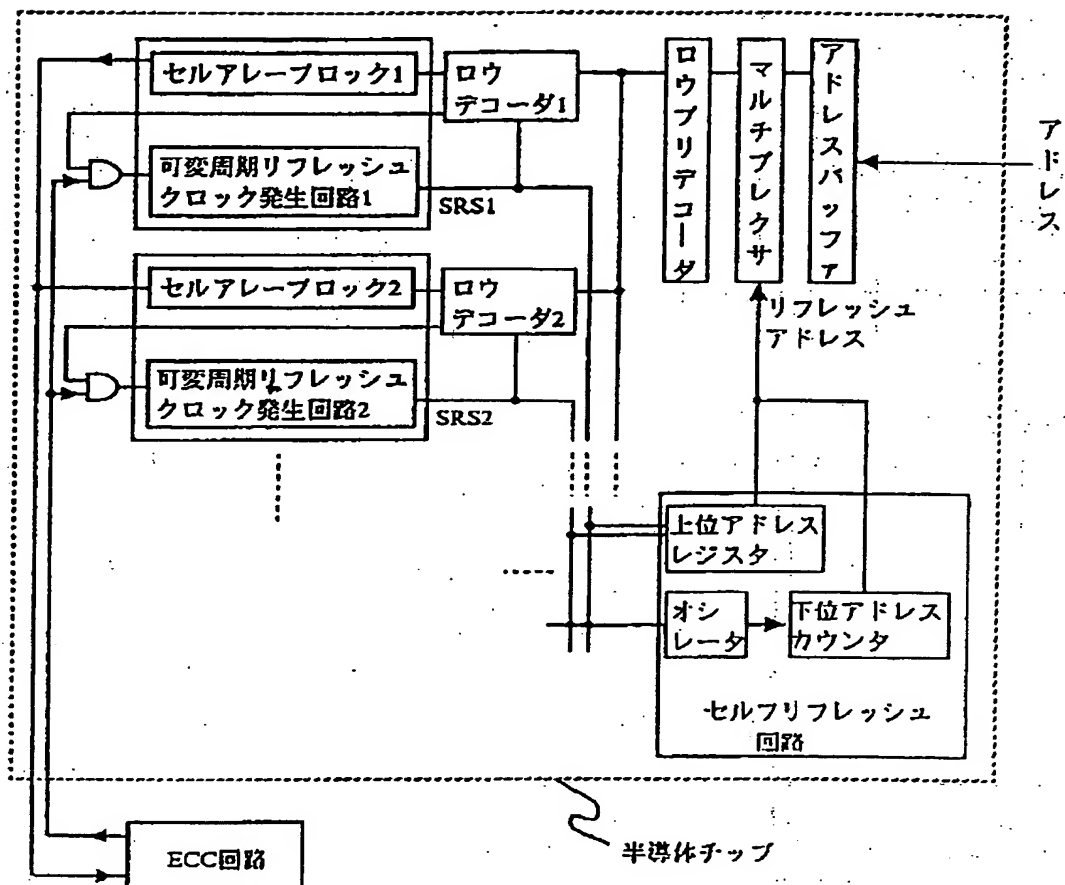 セルアレーブロック1
ロウ
デコーダ1
可変周期リフレッシュ
クロック発生回路1
SRS1
ロウプリデコーダ
マルチプレクサ
アドレスバッファ
アドレス
セルアレーブロック2
ロウ
デコーダ2
可変周期リフレッシュ
クロック発生回路2
SRS2
リフレッシュ
アドレス
上位アドレス
レジスタ
オシ
レータ
下位アドレス
カウンタ
セルフリフレッシュ
回路
半導体チップ
ECC回路